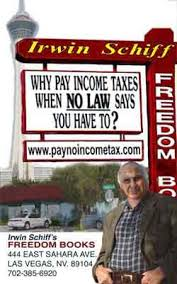 Irwin Schiff
WHY PAY INCOME TAXES
WHEN NO LAW SAYS
YOU HAVE TO?
www.paynoincometax.com
FREEDOM BO
Irwin Schiff's
FREEDOM BOOKS
444 EAST SAHARA AVE.
LAS VEGAS, NV. 89104
702-385-6920